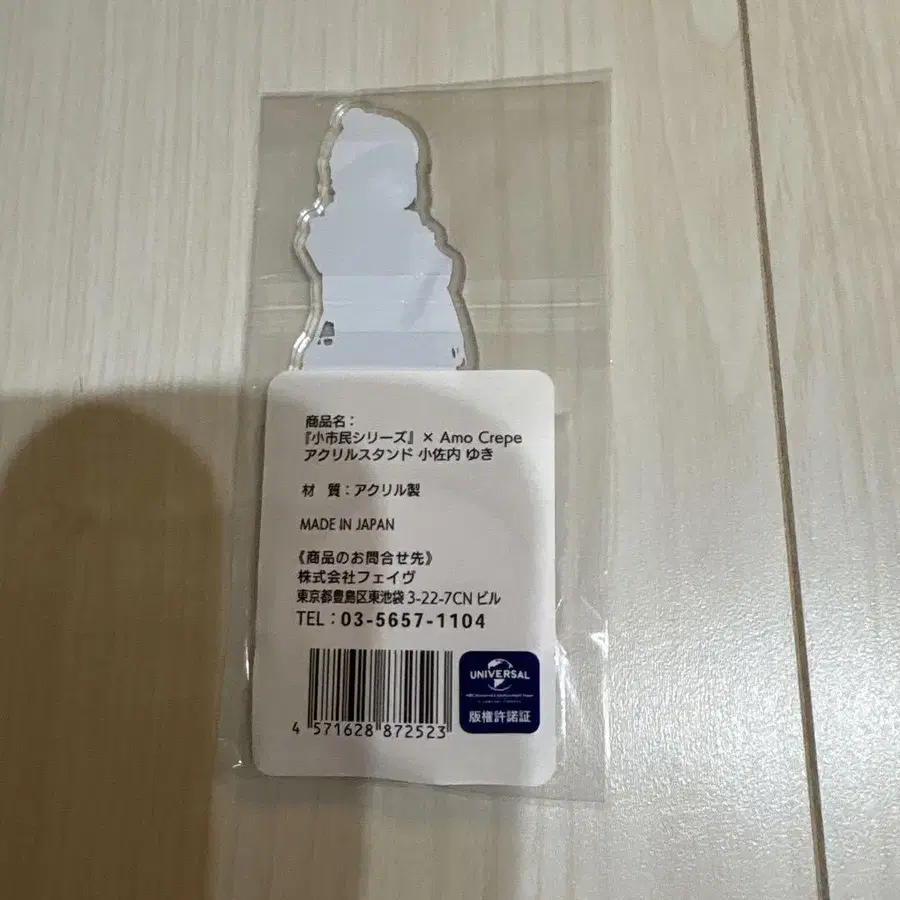 商品名：
『小市民シリーズ』× Amo Crepe
アクリルスタンド 小佐内 ゆき
材　質：アクリル製
MADE IN JAPAN
《商品のお問合せ先》
株式会社フェイヴ
東京都豊島区東池袋 3-22-7CN ビル
TEL：03-5657-1104
4 571628 872523
UNIVERSAL
版権許諾証